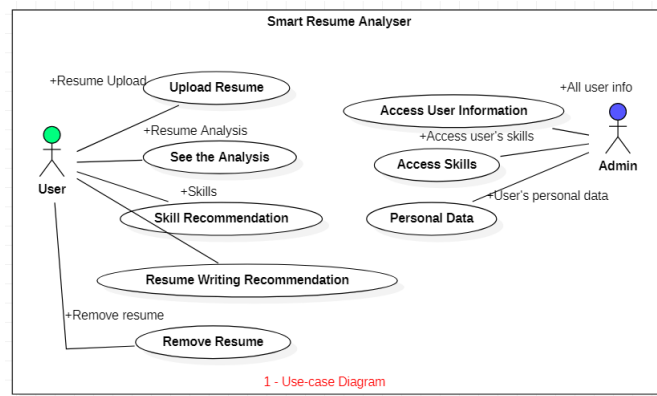 Smart Resume Analyser
+Resume Upload
Upload Resume
+All user info
Access User Information
+Resume Analysis
+Access user's skills
See the Analysis
Access Skills
User
Admin
+Skills
+User's personal data
Skill Recommendation
Personal Data
Resume Writing Recommendation
+Remove resume
Remove Resume
1 - Use-case Diagram